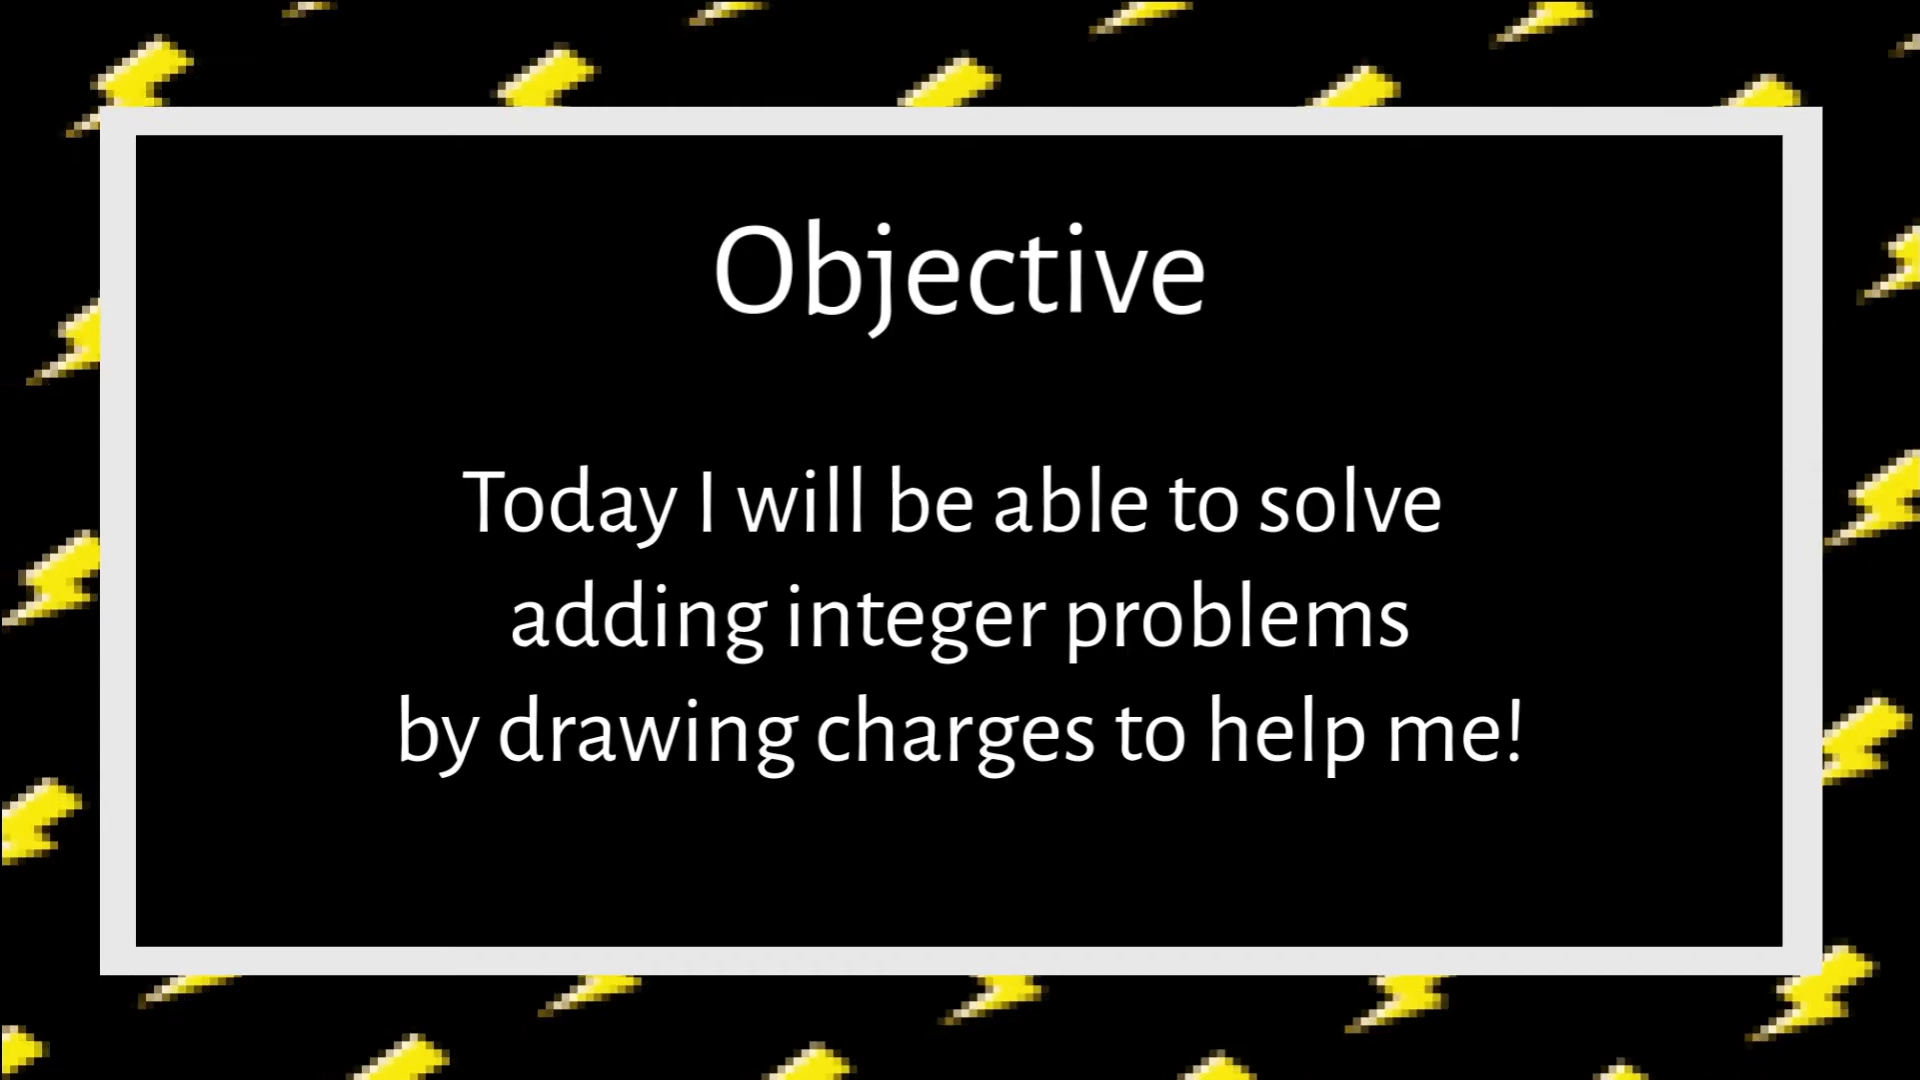 Objective
Today I will be able to solve
adding integer problems
by drawing charges to help me!